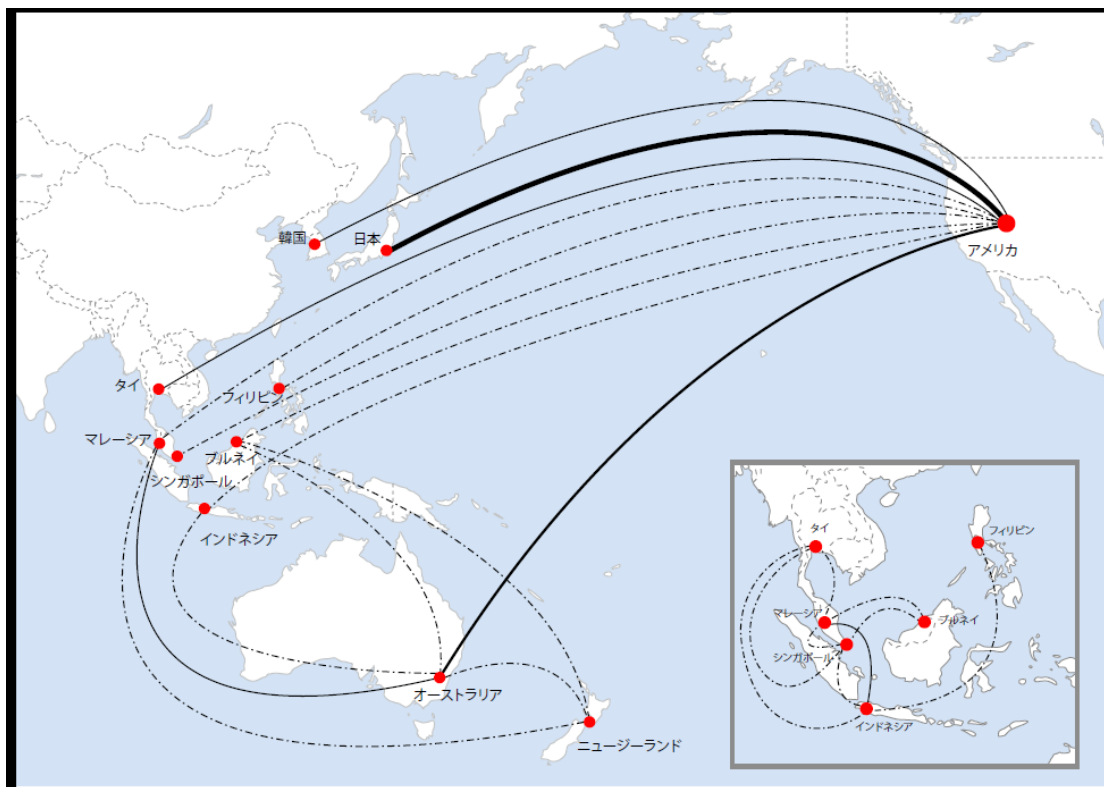 韓国
日本
アメリカ
タイ
フィリピン
マレーシア
ブルネイ
シンガポール
インドネシア
オーストラリア
ニュージーランド
タイ
フィリピン
マレーシア
ブルネイ
シンガポール
インドネシア